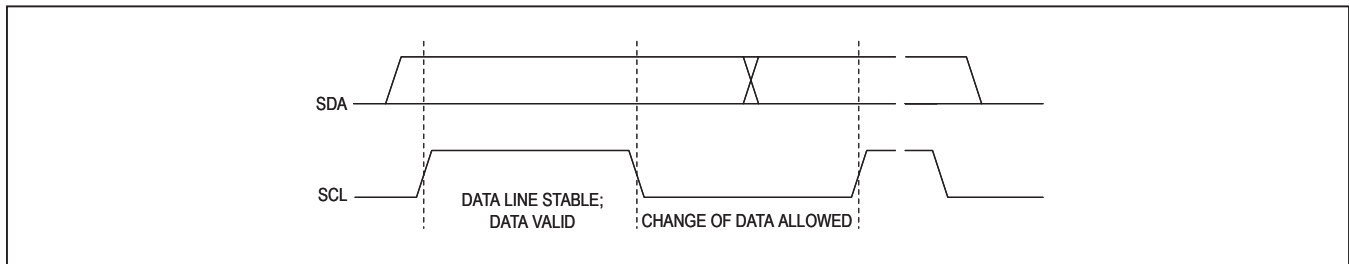 SDA
SCL
DATA LINE STABLE;
DATA VALID
CHANGE OF DATA ALLOWED